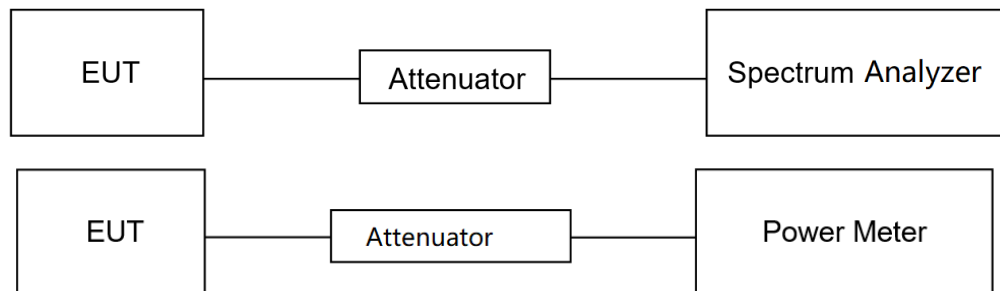 EUT
Attenuator
Spectrum Analyzer
EUT
Attenuator
Power Meter